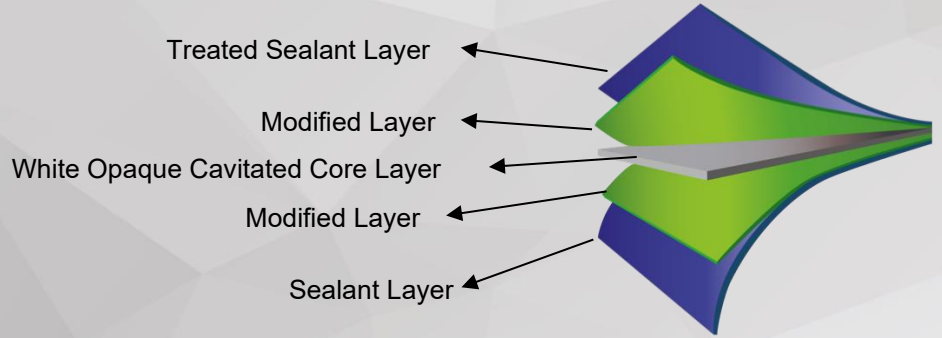 Treated Sealant Layer
Modified Layer
White Opaque Cavitated Core Layer
Modified Layer
Sealant Layer